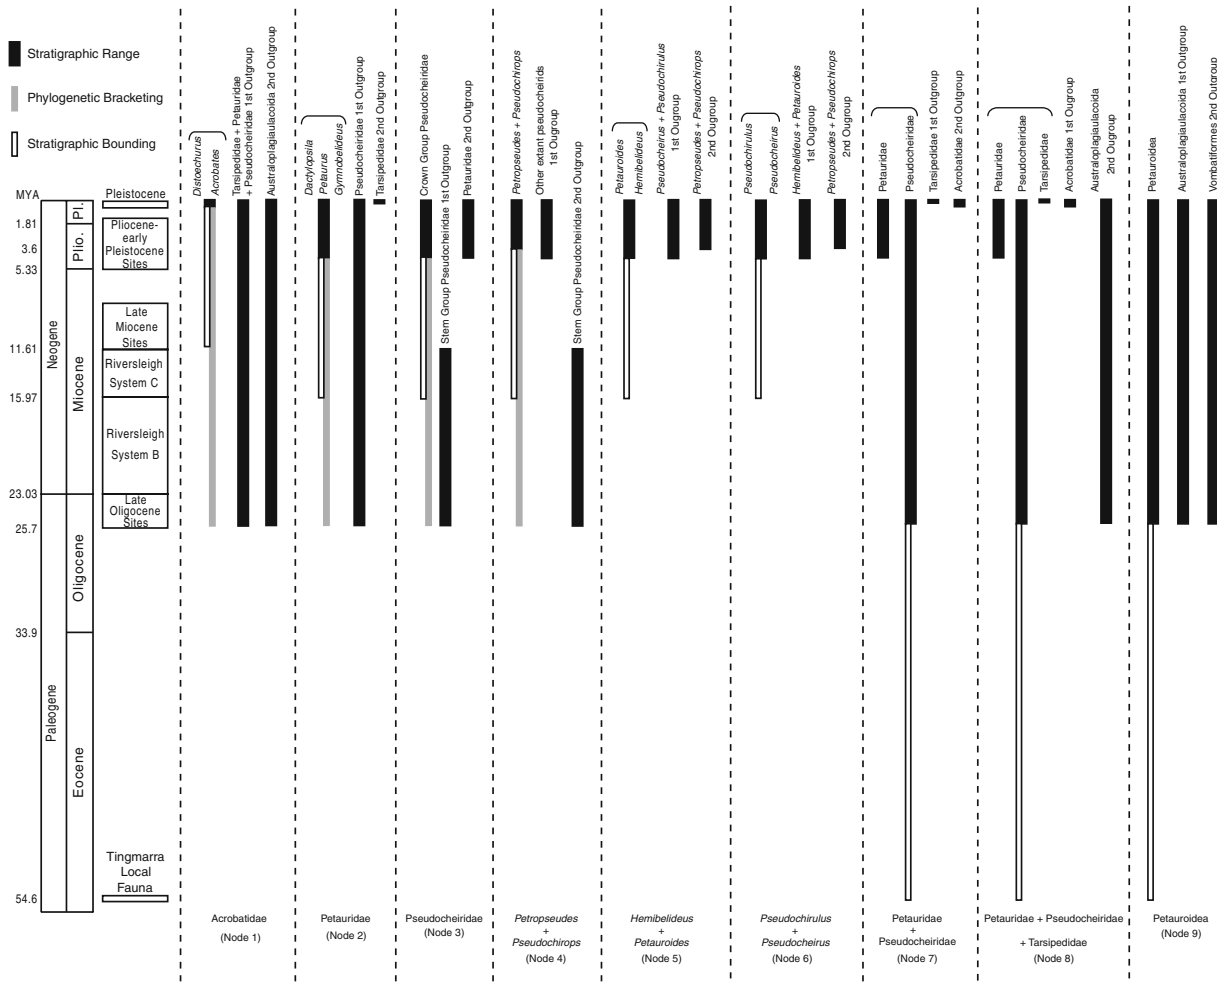 Stratigraphic Range
Phylogenetic Bracketing
Stratigraphic Bounding
MYA
1.81
3.6
5.33
11.61
15.97
23.03
25.7
33.9
54.6
Neogene
Paleogene
Pl.
Plio.
Miocene
Oligocene
Eocene
Pleistocene
Pliocene-
early
Pleistocene
Sites
Late
Miocene
Sites
Riversleigh
System C
Riversleigh
System B
Late
Oligocene
Sites
Tingmarra
Local
Fauna
Distoechurus
Acrobates
Tarsipedidae + Petauridae
+ Pseudocheiridae 1st Outgroup
Australoplagiaulacoida 2nd Outgroup
Acrobatidae
(Node 1)
Dactylopsila
Petaurus
Gymnobelideus
Pseudocheiridae 1st Outgroup
Tarsipedidae 2nd Outgroup
Petauridae
(Node 2)
Crown Group Pseudocheiridae
Stem Group Pseudocheiridae 1st Outgroup
Petauridae 2nd Outgroup
Pseudocheiridae
(Node 3)
Petropseudes + Pseudochirops
Other extant pseudocheirids
1st Ougroup
Stem Group Pseudocheiridae 2nd Outgroup
Petropseudes
+
Pseudochirops
(Node 4)
Petauroides
Hemibelideus
Pseudocheirus + Pseudochirulus
1st Ougroup
Petropseudes + Pseudochirops
2nd Ougroup
Hemibelideus
+
Petauroides
(Node 5)
Pseudochirulus
Pseudocheirus
Hemibelideus + Petauroides
1st Ougroup
Petropseudes + Pseudochirops
2nd Ougroup
Pseudochirulus
+
Pseudocheirus
(Node 6)
Petauridae
Pseudocheiridae
Tarsipedidae 1st Outgroup
Acrobatidae 2nd Outgroup
Petauridae
+
Pseudocheiridae
(Node 7)
Petauridae
Pseudocheiridae
Tarsipedidae
Acrobatidae 1st Ougroup
Australoplagiaulacoida
2nd Ougroup
Petauridae + Pseudocheiridae
+ Tarsipedidae
(Node 8)
Petauroidea
Australoplagiaulacoida 1st Outgroup
Vombatiformes 2nd Outgroup
Petauroidea
(Node 9)